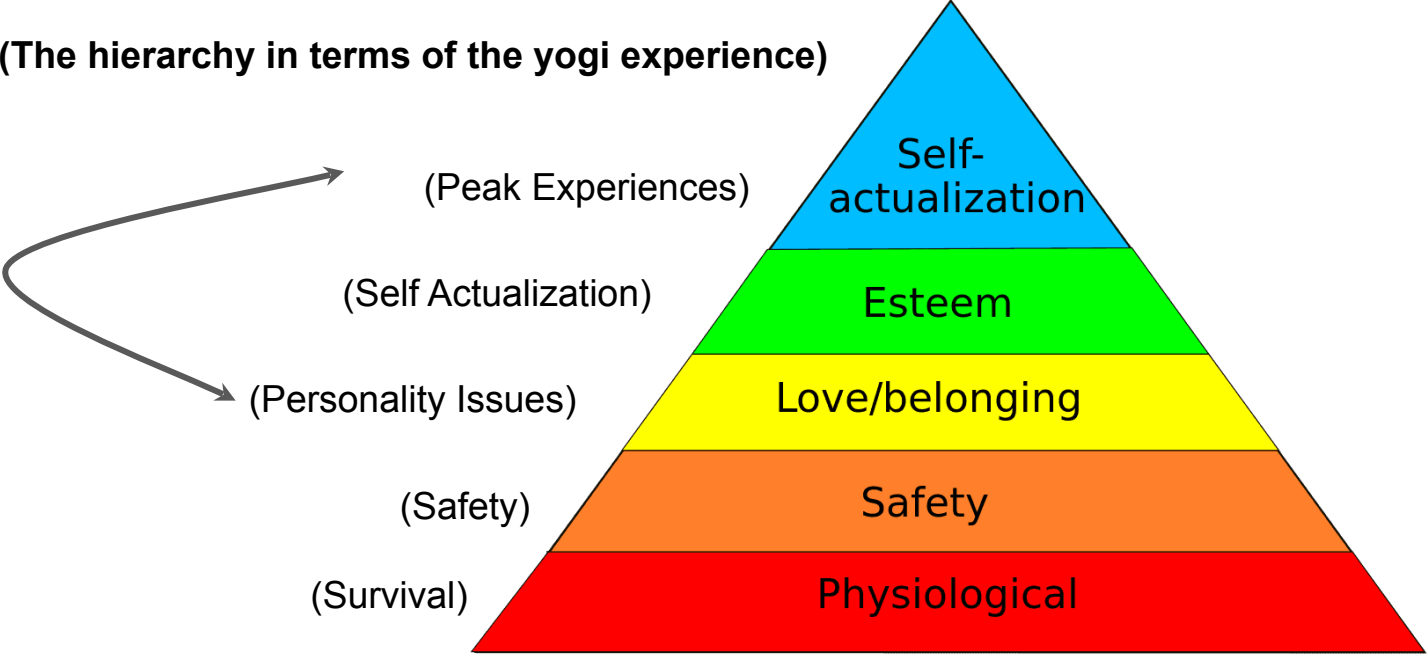 (The hierarchy in terms of the yogi experience)
(Peak Experiences)
Self-
actualization
(Self Actualization)
Esteem
(Personality Issues)
Love/belonging
(Safety)
Safety
(Survival)
Physiological